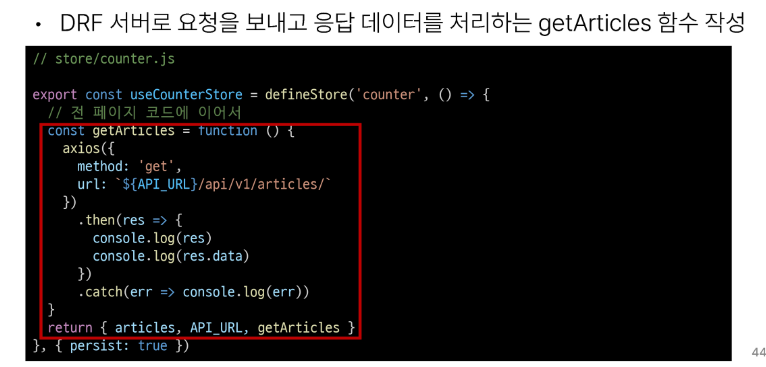 • DRF 서버로 요청을 보내고 응답 데이터를 처리하는 getArticles 함수 작성
// store/counter.js
export const useCounterStore = defineStore('counter', () => {
  // 전 페이지 코드에 이어서
  const getArticles = function () {
    axios({
      method: 'get',
      url: `${API_URL}/api/v1/articles/`
    })
      .then(res => {
        console.log(res)
        console.log(res.data)
      })
      .catch(err => console.log(err))
  }
  return { articles, API_URL, getArticles }
}, { persist: true })
44